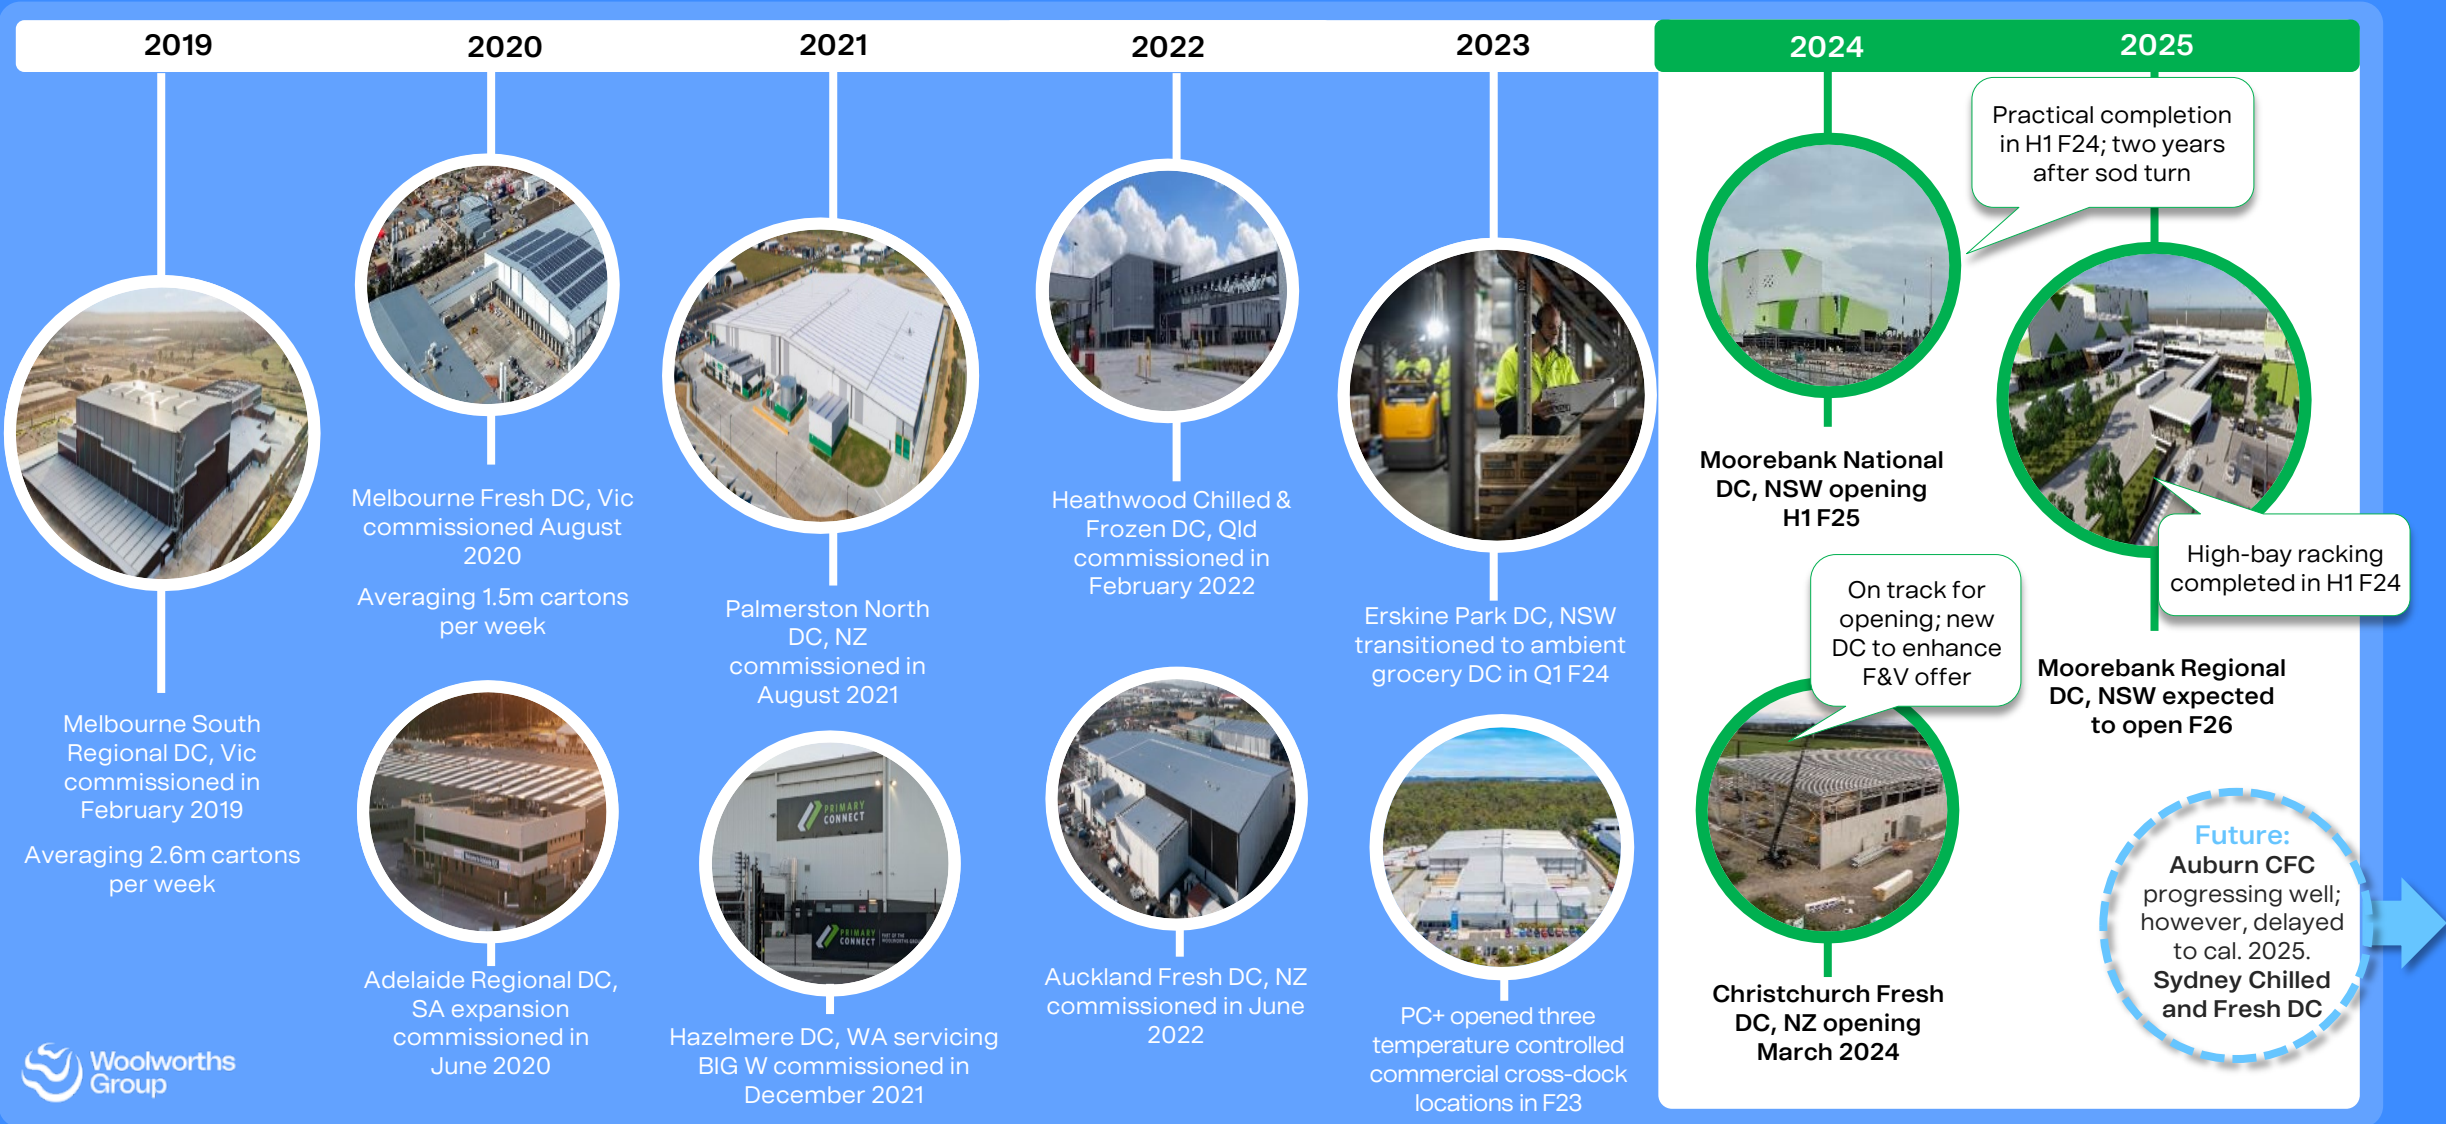 2019
2020
2021
2022
2023
2024
2025
Melbourne South
Regional DC, Vic
commissioned in
February 2019
Averaging 2.6m cartons
per week
Melbourne Fresh DC, Vic
commissioned August
2020
Averaging 1.5m cartons
per week
Adelaide Regional DC,
SA expansion
commissioned in
June 2020
Palmerston North
DC, NZ
commissioned in
August 2021
PRIMARY
CONNECT
PRIMARY
CONNECT
PART OF THE
WOOLWORTHS GROUP
Hazelmere DC, WA servicing
BIG W commissioned in
December 2021
Heathwood Chilled &
Frozen DC, Qld
commissioned in
February 2022
Auckland Fresh DC, NZ
commissioned in June
2022
Erskine Park DC, NSW
transitioned to ambient
grocery DC in Q1 F24
PC+ opened three
temperature controlled
commercial cross-dock
locations in F23
Practical completion
in H1 F24; two years
after sod turn
Moorebank National
DC, NSW opening
H1 F25
On track for
opening; new
DC to enhance
F&V offer
Christchurch Fresh
DC, NZ opening
March 2024
High-bay racking
completed in H1 F24
Moorebank Regional
DC, NSW expected
to open F26
Future:
Auburn CFC
progressing well;
however, delayed
to cal. 2025.
Sydney Chilled
and Fresh DC
Woolworths
Group